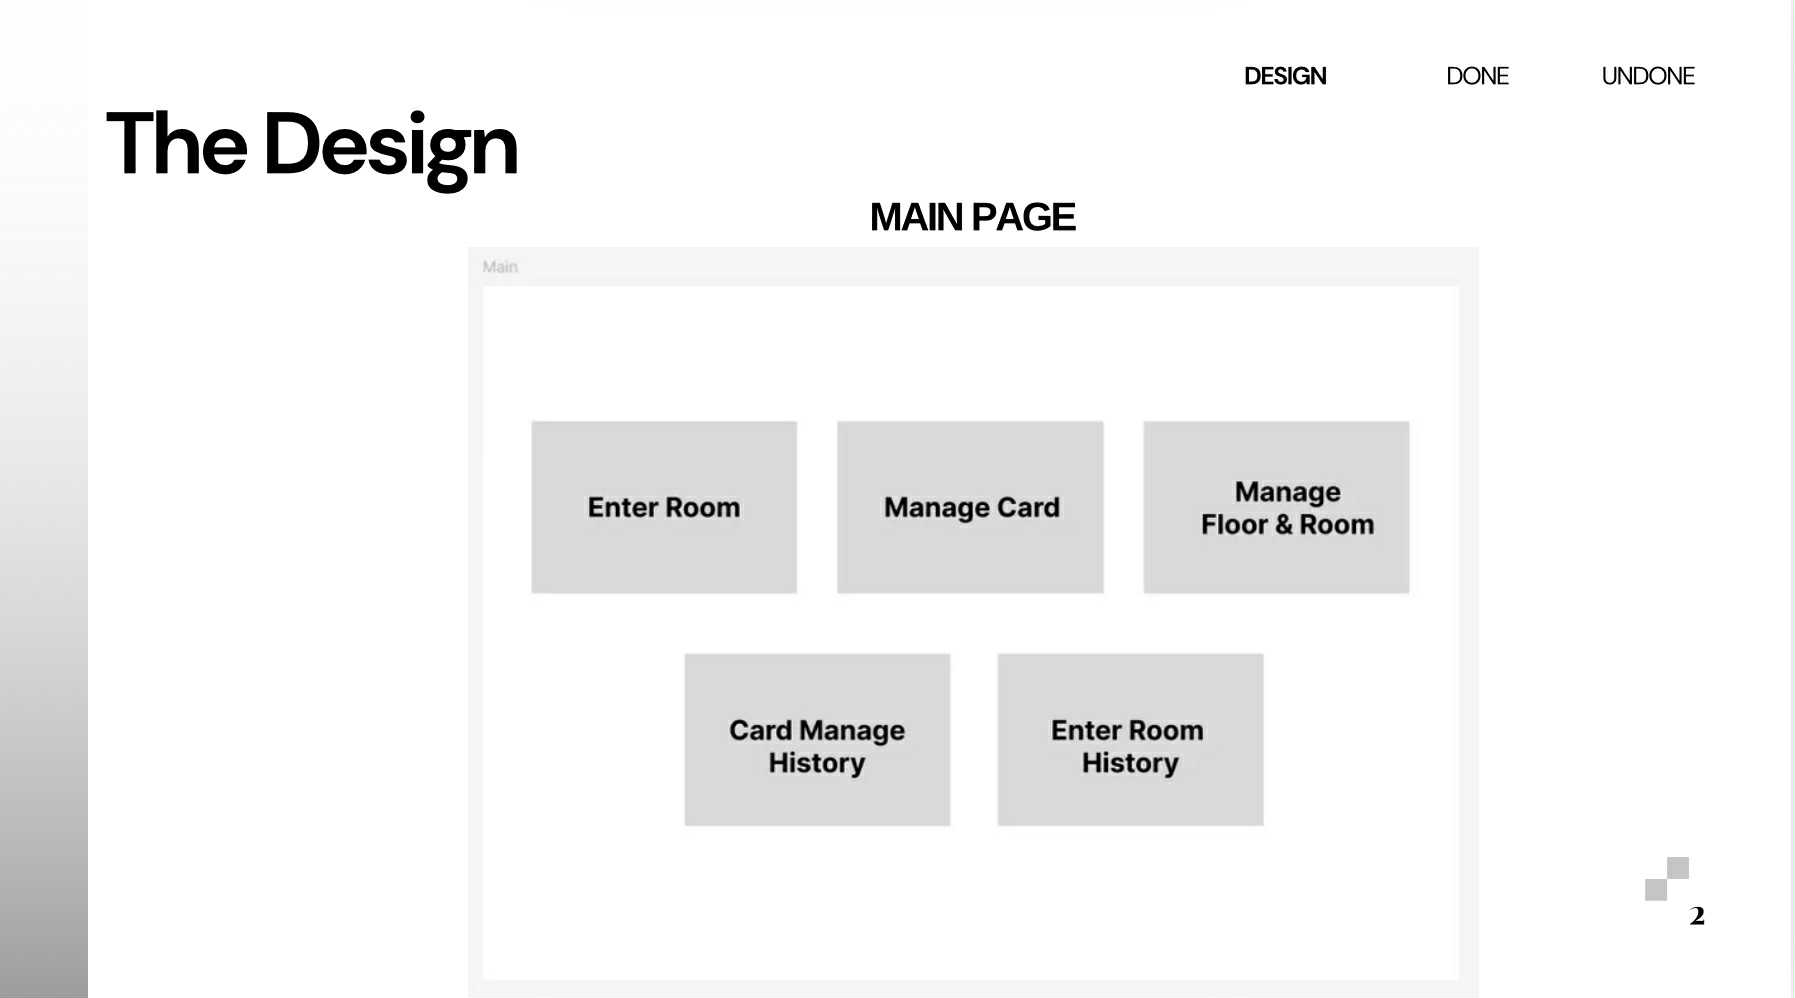 DESIGN DONE UNDONE
The Design
MAIN PAGE
Main
Enter Room
Manage Card
Manage
Floor & Room
Card Manage
History
Enter Room
History
2